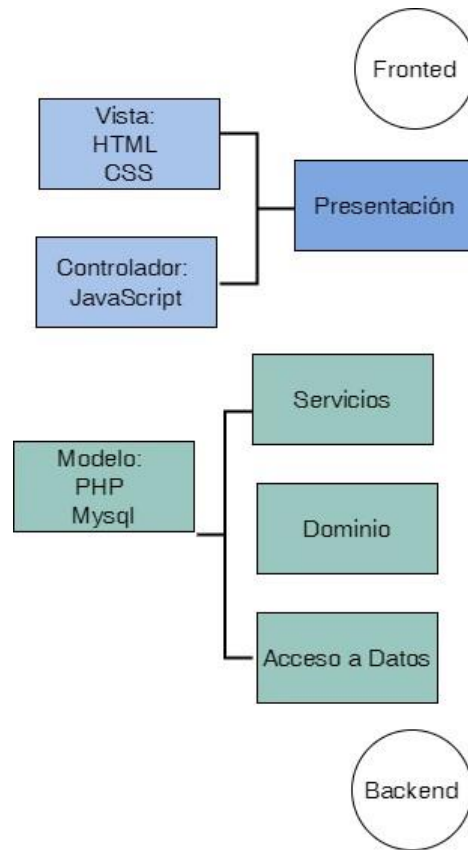 Fronted
Vista:
HTML
CSS
Presentación
Controlador:
JavaScript
Servicios
Modelo:
PHP
Mysql
Dominio
Acceso a Datos
Backend